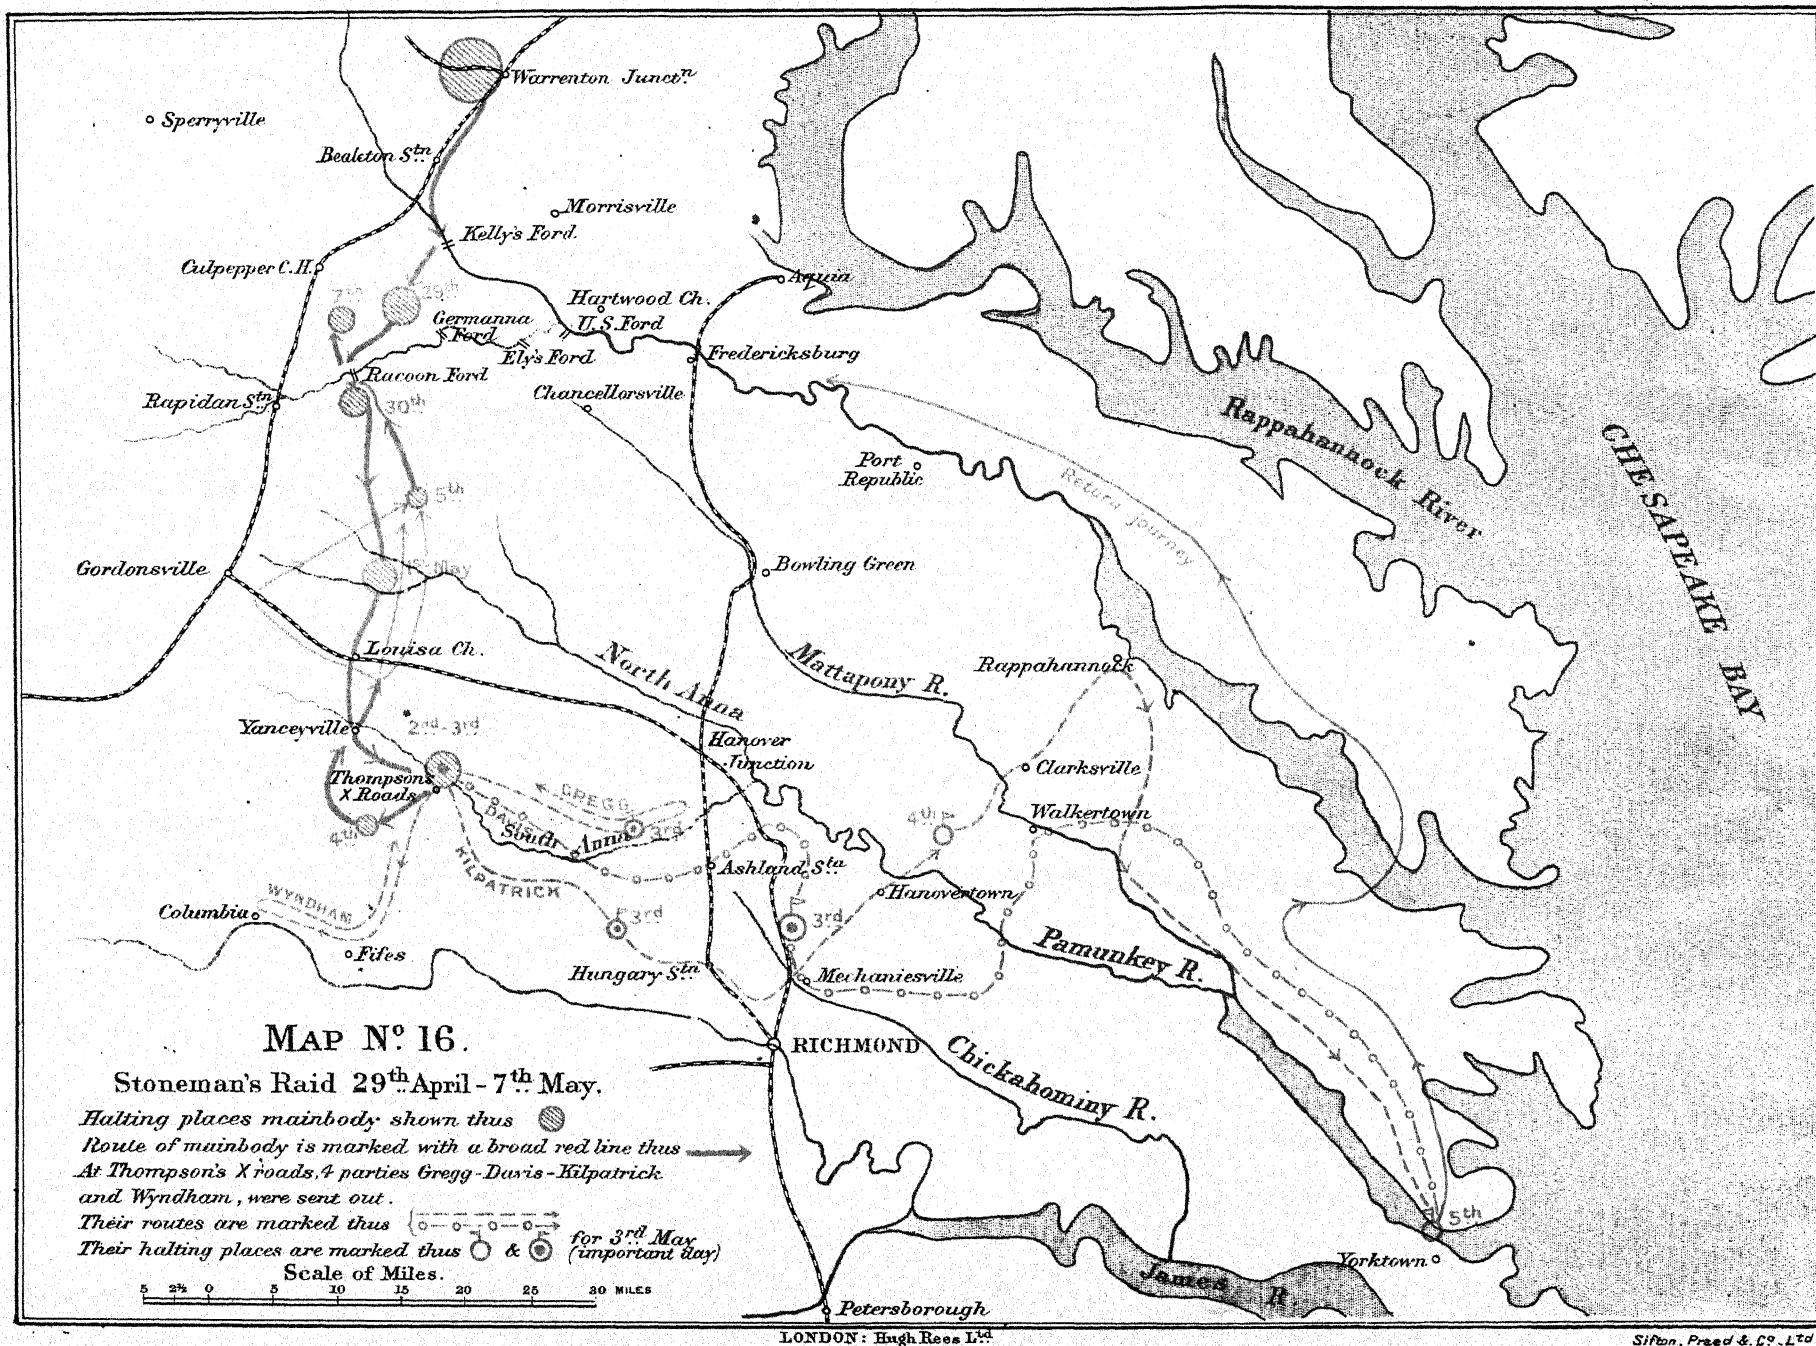 Warrenton Junctn
Sperryville
Bealeton Stn
Morrisville
Kelly's Ford.
Culpepper C.H.
Aquia
7th
29th
Hartwood Ch.
Germanna
Ford
U.S. Ford
Ely's Ford
Fredericksburg
Racoon Ford
Rapidan Stn
30th
Chancellorsville
Rappahannock River
CHESAPEAKE BAY
Port
Republic
Return journey
5th
Gordonsville
May
Bowling Green
Louisa Ch.
North Anna
Mattapony R.
Rappahannock
Yanceyville
2nd-3rd
Hanover
Junction
Clarksville
Thompsons
X Roads
GREGG
DAVIS
South Anna
3rd
4th
4th
Walkertown
KILPATRICK
Ashland Sta
WYNDHAM
Hanovertown
Columbia
3rd
3rd
Fifes
Pamunkey R.
Hungary Stn
Mechaniesville
RICHMOND
Chickahominy R.
MAP No. 16.
Stoneman's Raid 29th April - 7th May.
Halting places mainbody shown thus
Route of mainbody is marked with a broad red line thus
At Thompson's X roads, 4 parties Gregg-Davis-Kilpatrick
and Wyndham, were sent out.
Their routes are marked thus
Their halting places are marked thus & for 3rd May
(important day)
Scale of Miles.
5 2½ 0 5 10 15 20 25 30 MILES
5th
Yorktown
James R.
Petersborough
LONDON: Hugh Rees Ltd.
Sifton, Praed & Co. Ltd